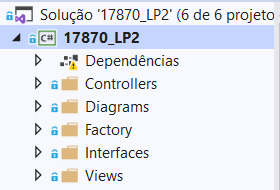 Solução '17870_LP2' (6 de 6 projeto
C# 17870_LP2
Dependências
Controllers
Diagrams
Factory
Interfaces
Views